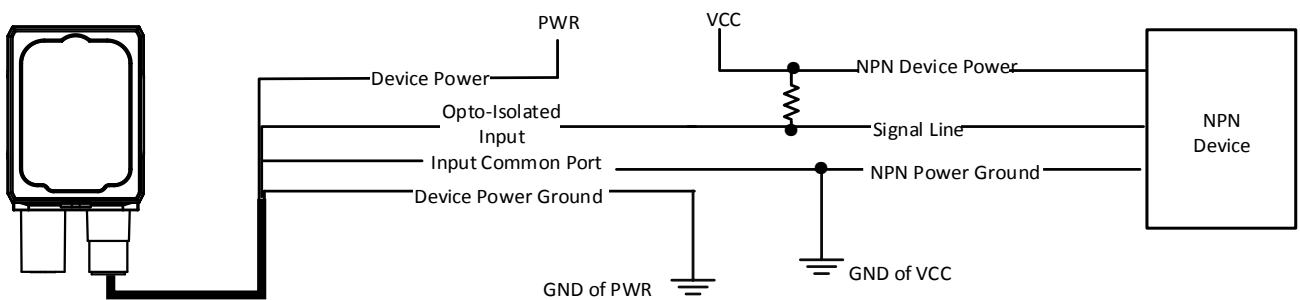 PWR
VCC
Device Power
NPN Device Power
Opto-Isolated
Input
Signal Line
NPN
Device
Input Common Port
NPN Power Ground
Device Power Ground
GND of VCC
GND of PWR